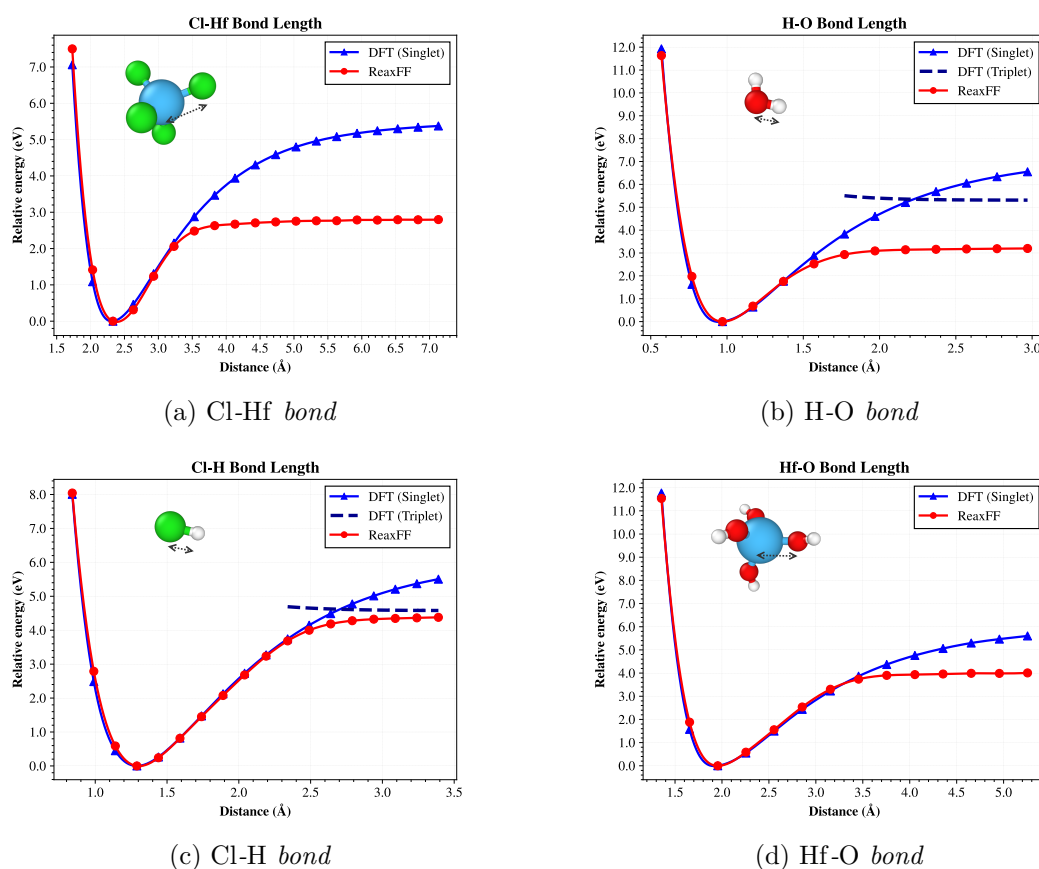 Cl-Hf Bond Length
Relative energy (eV)
7.0
6.0
5.0
4.0
3.0
2.0
1.0
0.0
DFT (Singlet)
ReaxFF
1.5 2.0 2.5 3.0 3.5 4.0 4.5 5.0 5.5 6.0 6.5 7.0
Distance (Å)
(a) Cl-Hf bond
H-O Bond Length
Relative energy (eV)
12.0
11.0
10.0
9.0
8.0
7.0
6.0
5.0
4.0
3.0
2.0
1.0
0.0
DFT (Singlet)
DFT (Triplet)
ReaxFF
0.5 1.0 1.5 2.0 2.5 3.0
Distance (Å)
(b) H-O bond
Cl-H Bond Length
Relative energy (eV)
8.0
7.0
6.0
5.0
4.0
3.0
2.0
1.0
0.0
DFT (Singlet)
DFT (Triplet)
ReaxFF
1.0 1.5 2.0 2.5 3.0 3.5
Distance (Å)
(c) Cl-H bond
Hf-O Bond Length
Relative energy (eV)
12.0
11.0
10.0
9.0
8.0
7.0
6.0
5.0
4.0
3.0
2.0
1.0
0.0
DFT (Singlet)
ReaxFF
1.5 2.0 2.5 3.0 3.5 4.0 4.5 5.0
Distance (Å)
(d) Hf-O bond